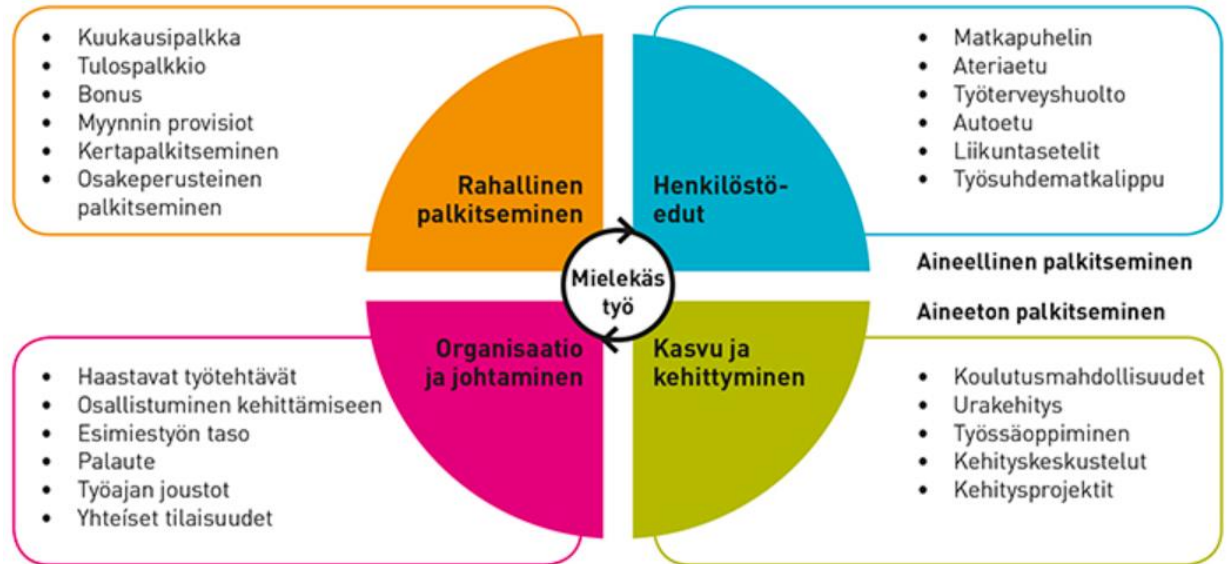 • Kuukausipalkka
• Tulospalkkio
• Bonus
• Myynnin provisiot
• Kertapalkitseminen
• Osakeperusteinen
palkitseminen
Rahallinen
palkitseminen
Henkilöstö-
edut
• Matkapuhelin
• Ateriaetu
• Työterveyshuolto
• Autoetu
• Liikuntasetelit
• Työsuhdematkalippu
Mielekäs
työ
Aineellinen palkitseminen
Aineeton palkitseminen
• Haastavat työtehtävät
• Osallistuminen kehittämiseen
• Esimiestyön taso
• Palaute
• Työajan joustot
• Yhteiset tilaisuudet
Organisaatio
ja johtaminen
Kasvu ja
kehittyminen
• Koulutusmahdollisuudet
• Urakehitys
• Työssäoppiminen
• Kehityskeskustelut
• Kehitysprojektit